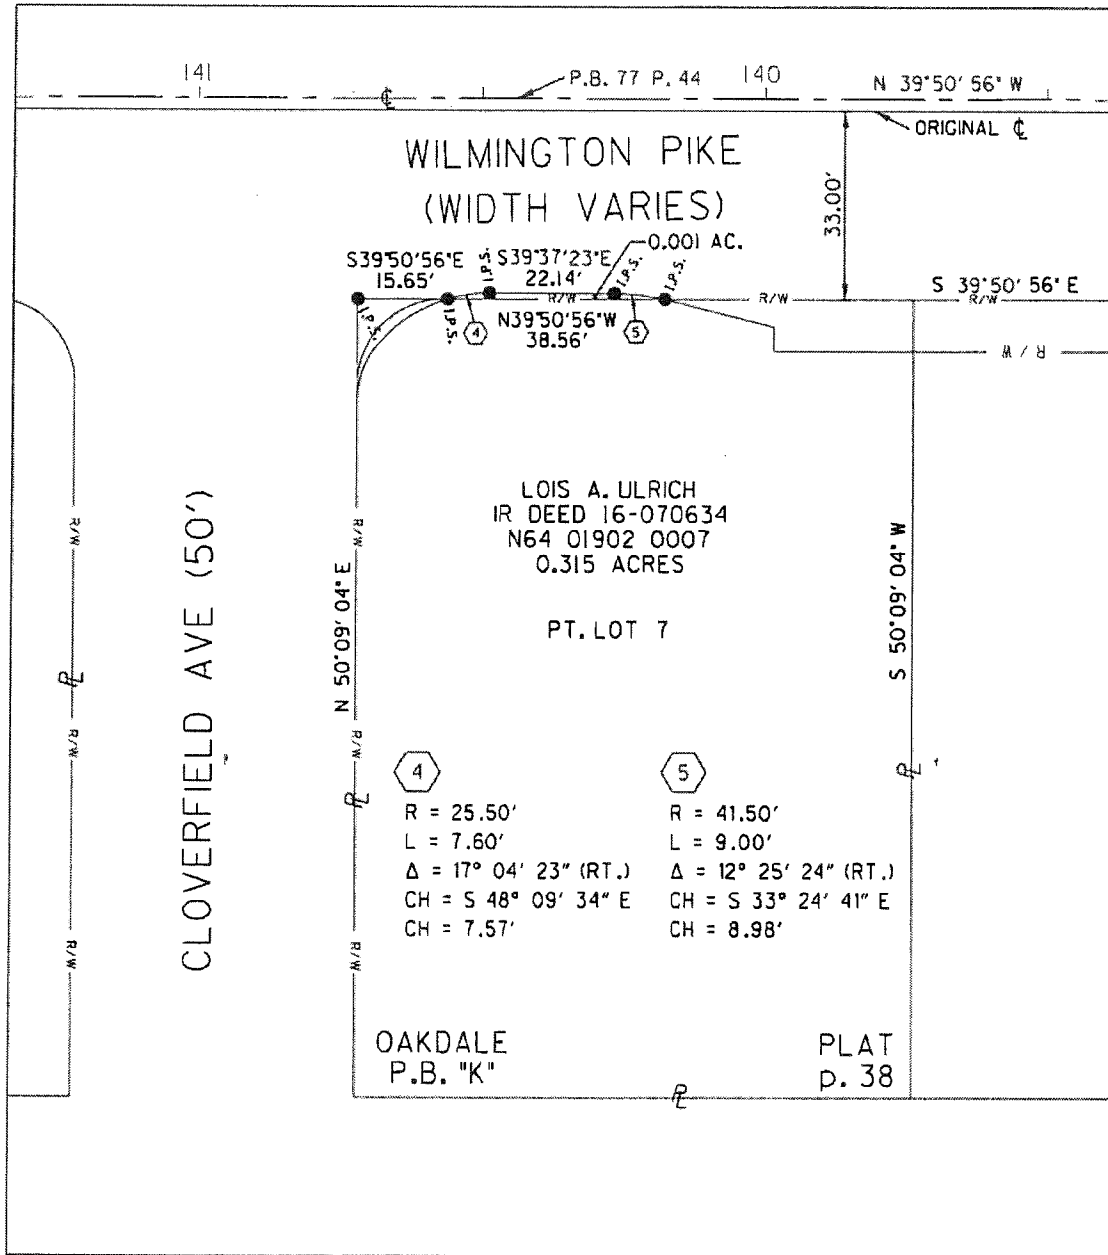 141
P.B. 77 P. 44
140
N 39°50'56" W
℄
ORIGINAL ℄
WILMINGTON PIKE
(WIDTH VARIES)
33.00'
0.001 AC.
S39°50'56"E
15.65'
I.P.S.
S39°37'23"E
22.14'
I.P.S.
I.P.S.
S 39°50'56" E
R/W
R/W
R/W
I.P.S.
I.P.S.
4
N39°50'56"W
38.56'
5
R/W
LOIS A. ULRICH
IR DEED 16-070634
N64 01902 0007
0.315 ACRES
PT. LOT 7
CLOVERFIELD AVE (50')
R/W
R/W
R/W
PL
N 50°09'04" E
R/W
R/W
R/W
PL
S 50°09'04" W
PL
4
R = 25.50'
L = 7.60'
Δ = 17° 04' 23" (RT.)
CH = S 48° 09' 34" E
CH = 7.57'
5
R = 41.50'
L = 9.00'
Δ = 12° 25' 24" (RT.)
CH = S 33° 24' 41" E
CH = 8.98'
OAKDALE
P.B. "K"
PLAT
p. 38
PL